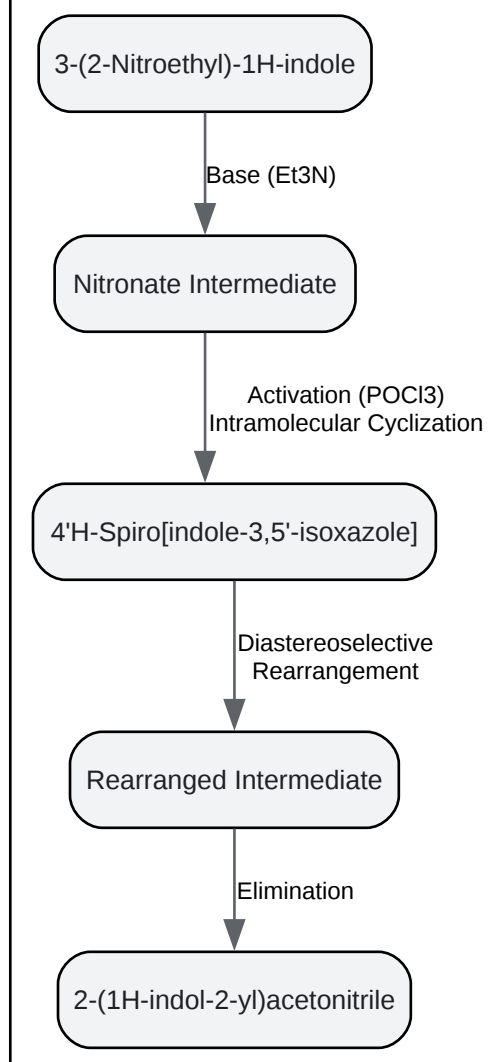 3-(2-Nitroethyl)-1H-indole
Base (Et3N)
Nitronate Intermediate
Activation (POCl3)
Intramolecular Cyclization
4'H-Spiro[indole-3,5'-isoxazole]
Diastereoselective
Rearrangement
Rearranged Intermediate
Elimination
2-(1H-indol-2-yl)acetonitrile